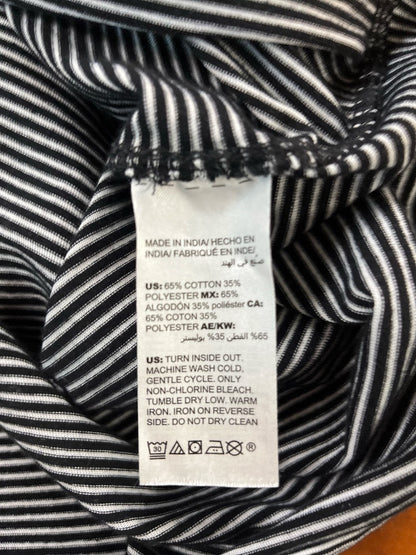 MADE IN INDIA/ HECHO EN
INDIA/ FABRIQUÉ EN INDE/
صنع في الهند
US: 65% COTTON 35%
POLYESTER MX: 65%
ALGODÓN 35% poliéster CA:
65% COTON 35%
POLYESTER AE/KW:
65% القطن 35% بوليستر
US: TURN INSIDE OUT.
MACHINE WASH COLD,
GENTLE CYCLE. ONLY
NON-CHLORINE BLEACH.
TUMBLE DRY LOW. WARM
IRON. IRON ON REVERSE
SIDE. DO NOT DRY CLEAN
30 ®